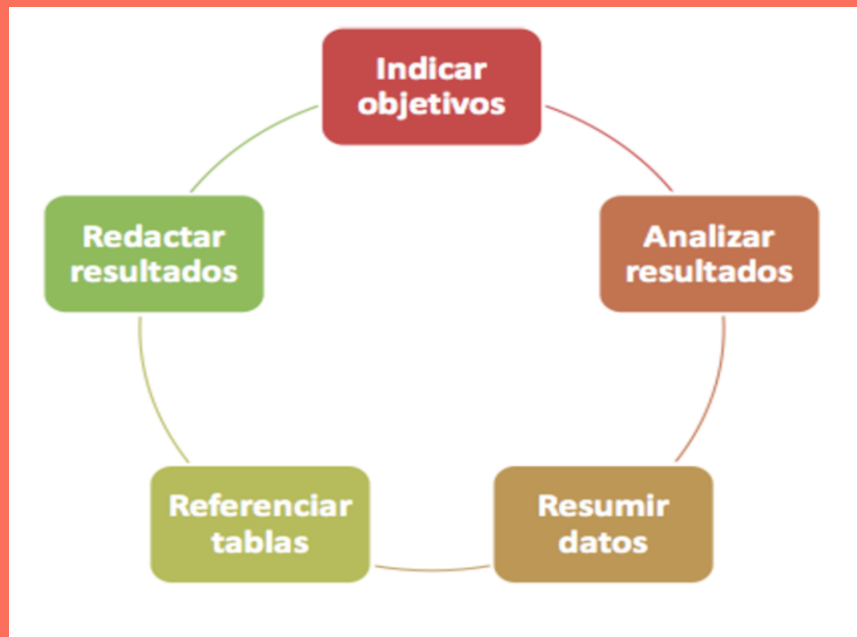 Indicar
objetivos
Analizar
resultados
Resumir
datos
Referenciar
tablas
Redactar
resultados